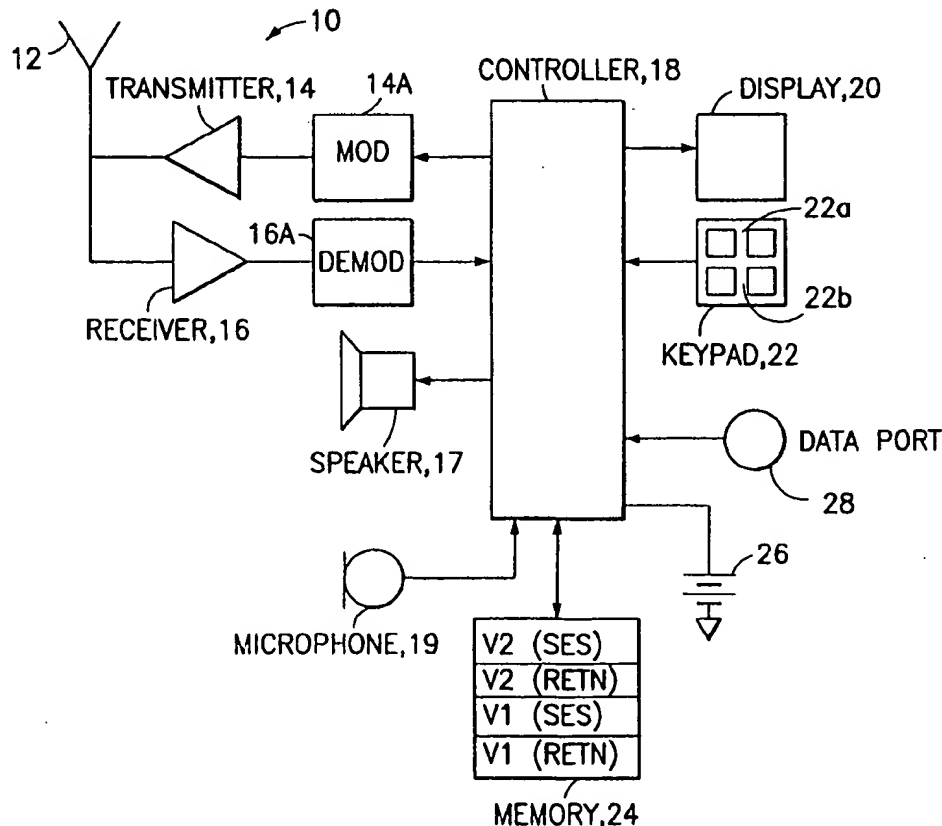 12
10
TRANSMITTER,14
14A
MOD
CONTROLLER,18
DISPLAY,20
16A
DEMOD
RECEIVER,16
22a
22b
KEYPAD,22
SPEAKER,17
DATA PORT
28
26
MICROPHONE,19
V2 (SES)
V2 (RETN)
V1 (SES)
V1 (RETN)
MEMORY,24